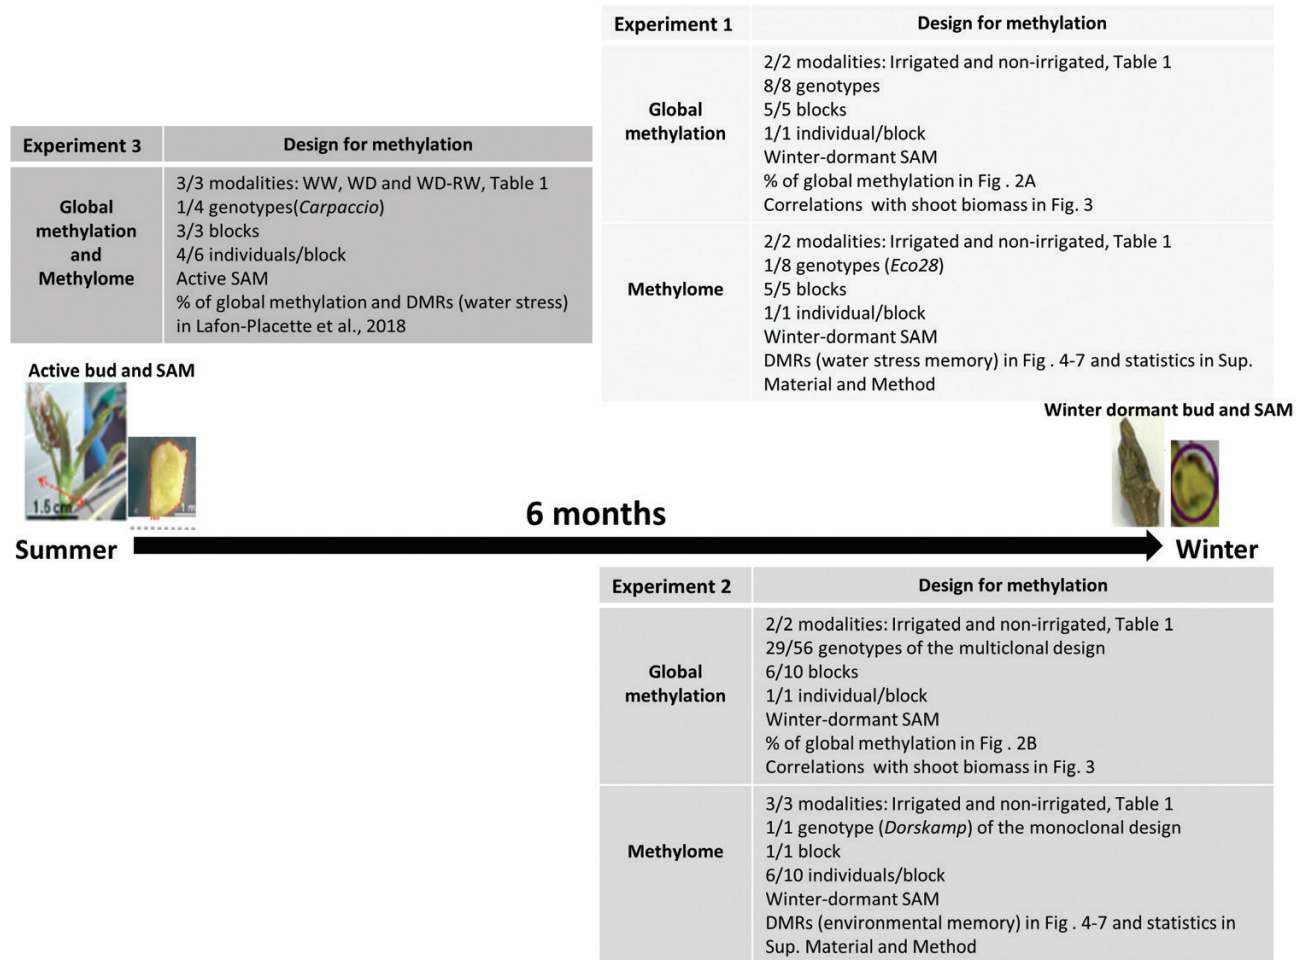 Experiment 1
Design for methylation
Global
methylation
2/2 modalities: Irrigated and non-irrigated, Table 1
8/8 genotypes
5/5 blocks
1/1 individual/block
Winter-dormant SAM
% of global methylation in Fig . 2A
Correlations with shoot biomass in Fig. 3
Methylome
2/2 modalities: Irrigated and non-irrigated, Table 1
1/8 genotypes (Eco28)
5/5 blocks
1/1 individual/block
Winter-dormant SAM
DMRs (water stress memory) in Fig . 4-7 and statistics in Sup.
Material and Method
Experiment 3
Design for methylation
Global
methylation
and
Methylome
3/3 modalities: WW, WD and WD-RW, Table 1
1/4 genotypes(Carpaccio)
3/3 blocks
4/6 individuals/block
Active SAM
% of global methylation and DMRs (water stress)
in Lafon-Placette et al., 2018
Active bud and SAM
1.5 cm
Winter dormant bud and SAM
6 months
Summer
Winter
Experiment 2
Design for methylation
Global
methylation
2/2 modalities: Irrigated and non-irrigated, Table 1
29/56 genotypes of the multiclonal design
6/10 blocks
1/1 individual/block
Winter-dormant SAM
% of global methylation in Fig . 2B
Correlations with shoot biomass in Fig. 3
Methylome
3/3 modalities: Irrigated and non-irrigated, Table 1
1/1 genotype (Dorskamp) of the monoclonal design
1/1 block
6/10 individuals/block
Winter-dormant SAM
DMRs (environmental memory) in Fig . 4-7 and statistics in
Sup. Material and Method